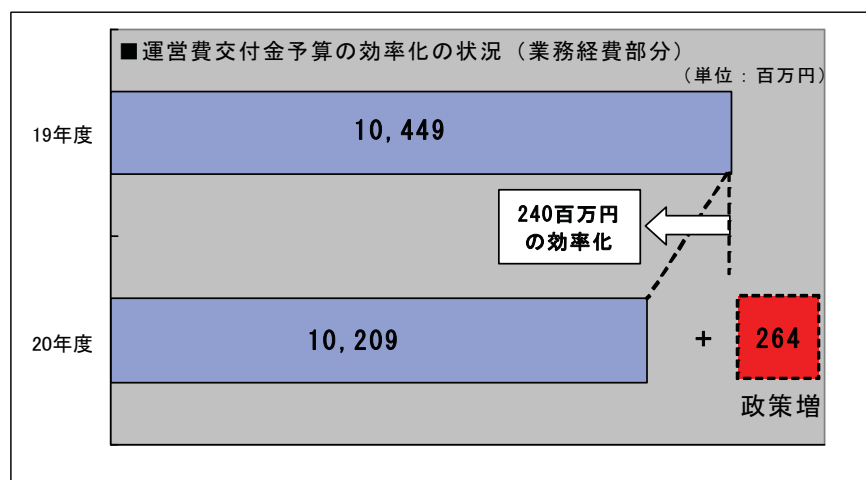 ■運営費交付金予算の効率化の状況（業務経費部分）
（単位：百万円）
19年度
10,449
240百万円
の効率化
20年度
10,209
+
264
政策増